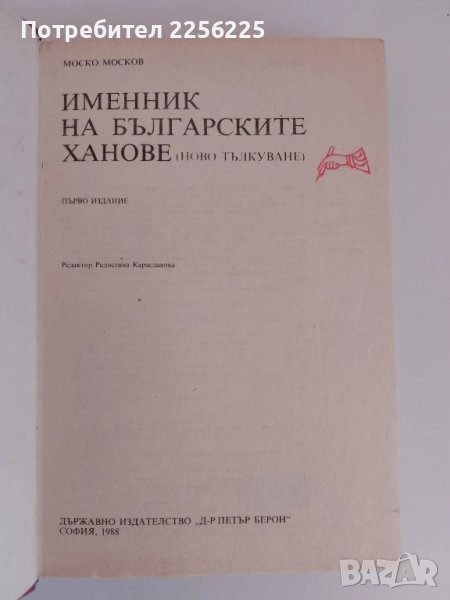 Потребител 2256225
МОСКО МОСКОВ
ИМЕННИК
НА БЪЛГАРСКИТЕ
ХАНОВЕ (НОВО ТЪЛКУВАНЕ)
ПЪРВО ИЗДАНИЕ
Редактор Радостина Караславова
ДЪРЖАВНО ИЗДАТЕЛСТВО „Д-Р ПЕТЪР БЕРОН"
СОФИЯ, 1988
BAZAR